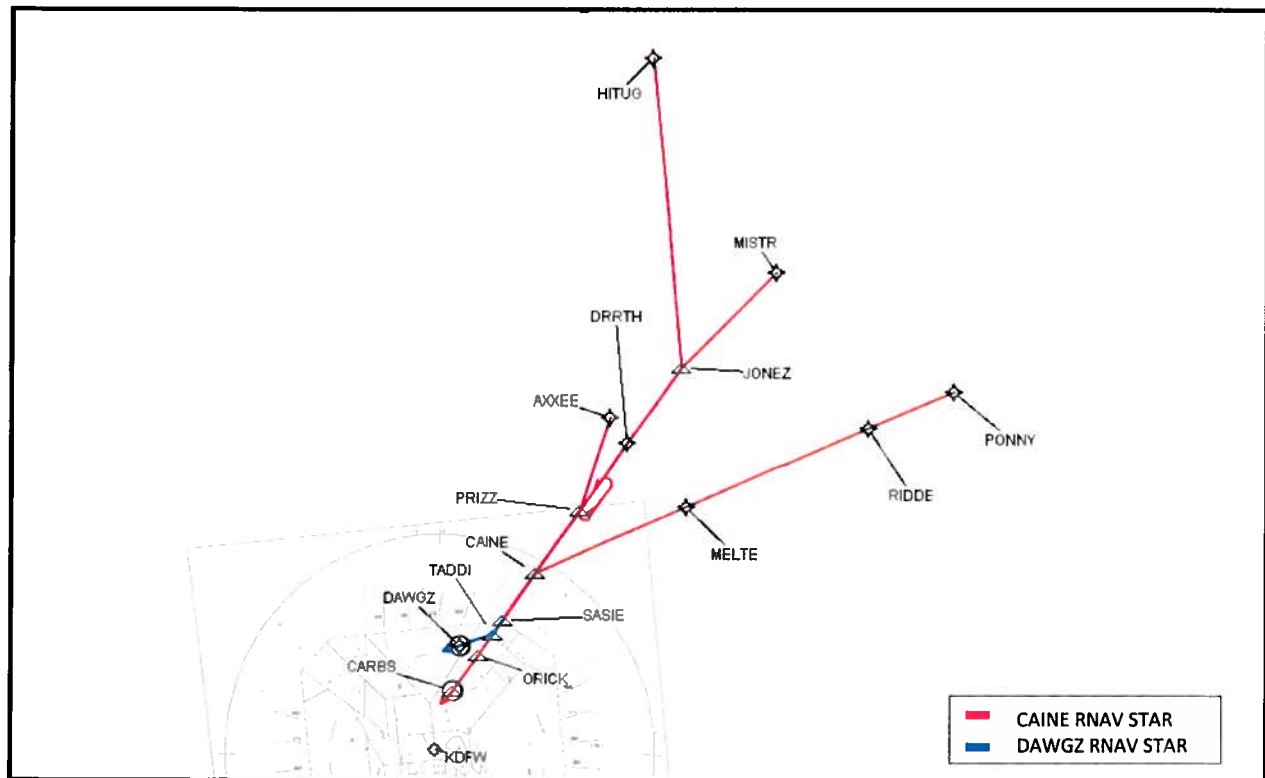 HITUG
MISTR
DRRTH
JONEZ
AXXEE
PONNY
RIDDE
PRIZZ
MELTE
CAINE
TADDI
DAWGZ
SASIE
CARBS
ORICK
CAINE RNAV STAR
DAWGZ RNAV STAR
KDFW